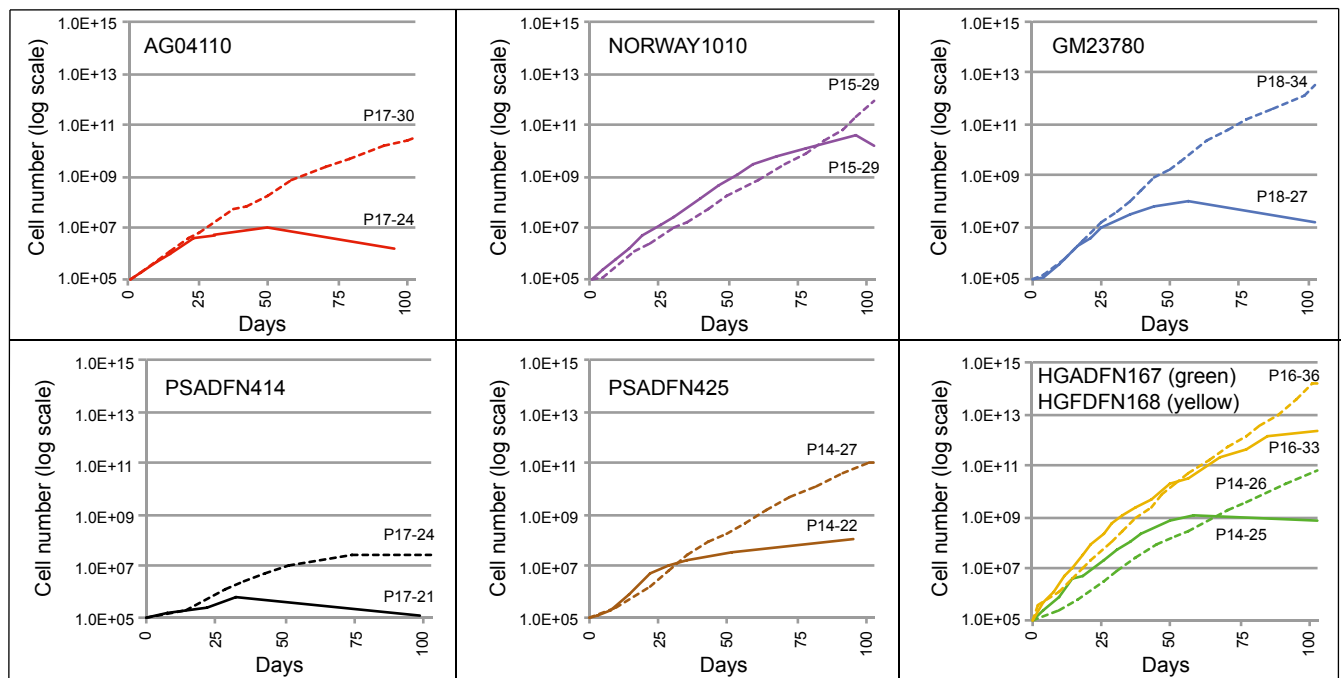 AG04110
Cell number (log scale)
1.0E+15
1.0E+13
1.0E+11
1.0E+09
1.0E+07
1.0E+05
P17-30
P17-24
0 25 50 75 100
Days
NORWAY1010
Cell number (log scale)
1.0E+15
1.0E+13
1.0E+11
1.0E+09
1.0E+07
1.0E+05
P15-29
P15-29
0 25 50 75 100
Days
GM23780
Cell number (log scale)
1.0E+15
1.0E+13
1.0E+11
1.0E+09
1.0E+07
1.0E+05
P18-34
P18-27
0 25 50 75 100
Days
PSADFN414
Cell number (log scale)
1.0E+15
1.0E+13
1.0E+11
1.0E+09
1.0E+07
1.0E+05
P17-24
P17-21
0 25 50 75 100
Days
PSADFN425
Cell number (log scale)
1.0E+15
1.0E+13
1.0E+11
1.0E+09
1.0E+07
1.0E+05
P14-27
P14-22
0 25 50 75 100
Days
HGADFN167 (green)
HGFDFN168 (yellow)
Cell number (log scale)
1.0E+15
1.0E+13
1.0E+11
1.0E+09
1.0E+07
1.0E+05
P16-36
P16-33
P14-26
P14-25
0 25 50 75 100
Days